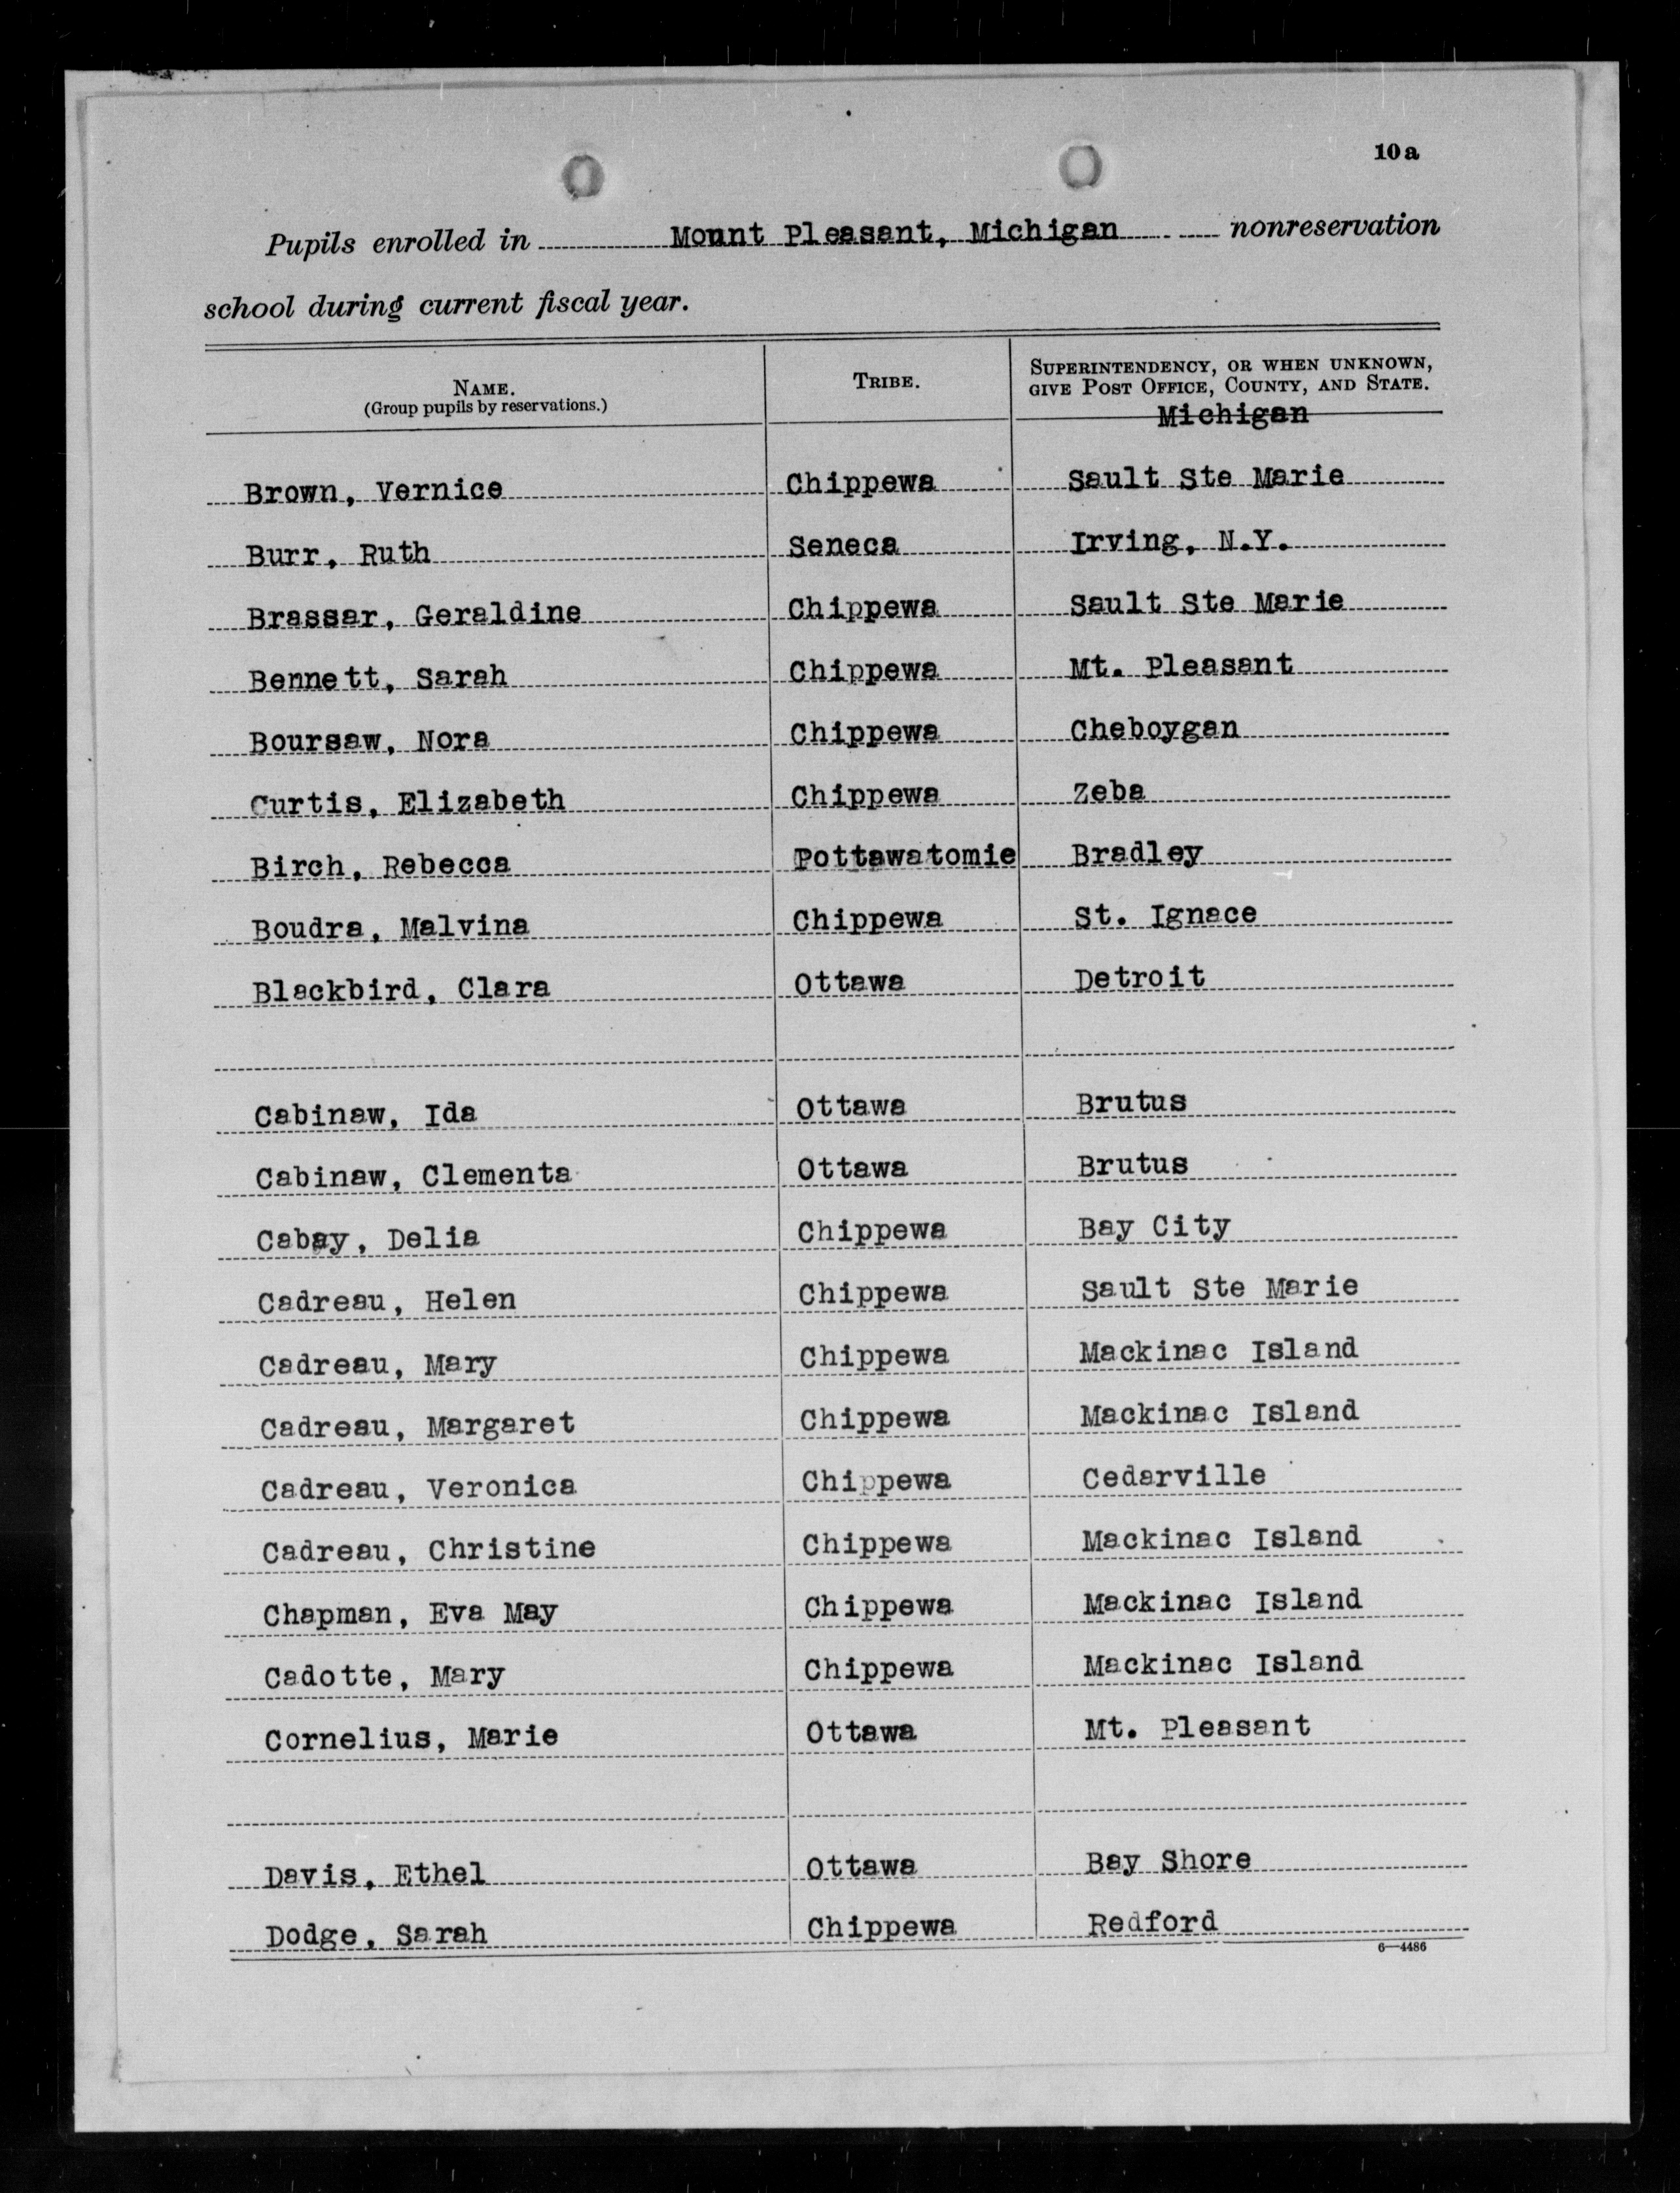 10 a
Pupils enrolled in Mount Pleasant, Michigan nonreservation
school during current fiscal year.
NAME. TRIBE. SUPERINTENDENCY, OR WHEN UNKNOWN,
(Group pupils by reservations.) GIVE POST OFFICE, COUNTY, AND STATE.
Michigan
Brown, Vernice Chippewa Sault Ste Marie
Burr, Ruth Seneca Irving, N.Y.
Brassar, Geraldine Chippewa Sault Ste Marie
Bennett, Sarah Chippewa Mt. Pleasant
Boursaw, Nora Chippewa Cheboygan
Curtis, Elizabeth Chippewa Zeba
Birch, Rebecca Pottawatomie Bradley
Boudra, Malvina Chippewa St. Ignace
Blackbird, Clara Ottawa Detroit
Cabinaw, Ida Ottawa Brutus
Cabinaw, Clementa Ottawa Brutus
Cabay, Delia Chippewa Bay City
Cadreau, Helen Chippewa Sault Ste Marie
Cadreau, Mary Chippewa Mackinac Island
Cadreau, Margaret Chippewa Mackinac Island
Cadreau, Veronica Chippewa Cedarville
Cadreau, Christine Chippewa Mackinac Island
Chapman, Eva May Chippewa Mackinac Island
Cadotte, Mary Chippewa Mackinac Island
Cornelius, Marie Ottawa Mt. Pleasant
Davis, Ethel Ottawa Bay Shore
Dodge, Sarah Chippewa Redford
6—4486